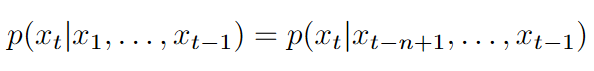 p(x_t|x_1, . . . , x_{t−1}) = p(x_t|x_{t−n+1}, . . . , x_{t−1})